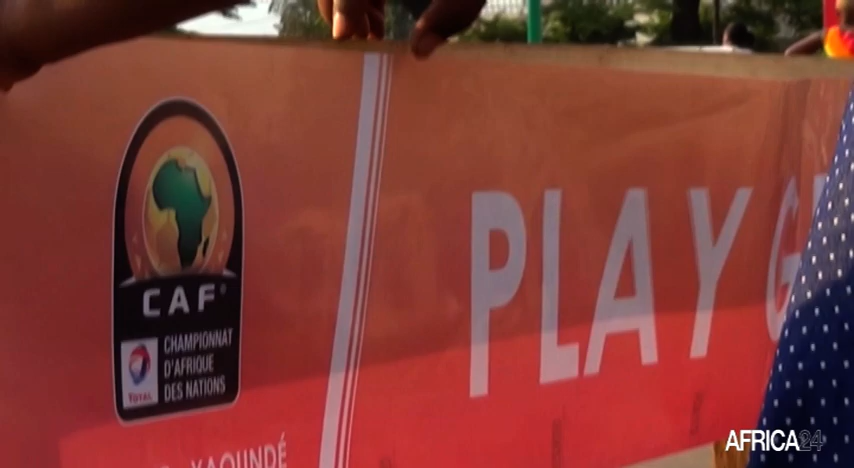 CAF
CHAMPIONNAT
D'AFRIQUE
DES NATIONS
TOTAL
YAOUNDÉ
PLAY
AFRICA24